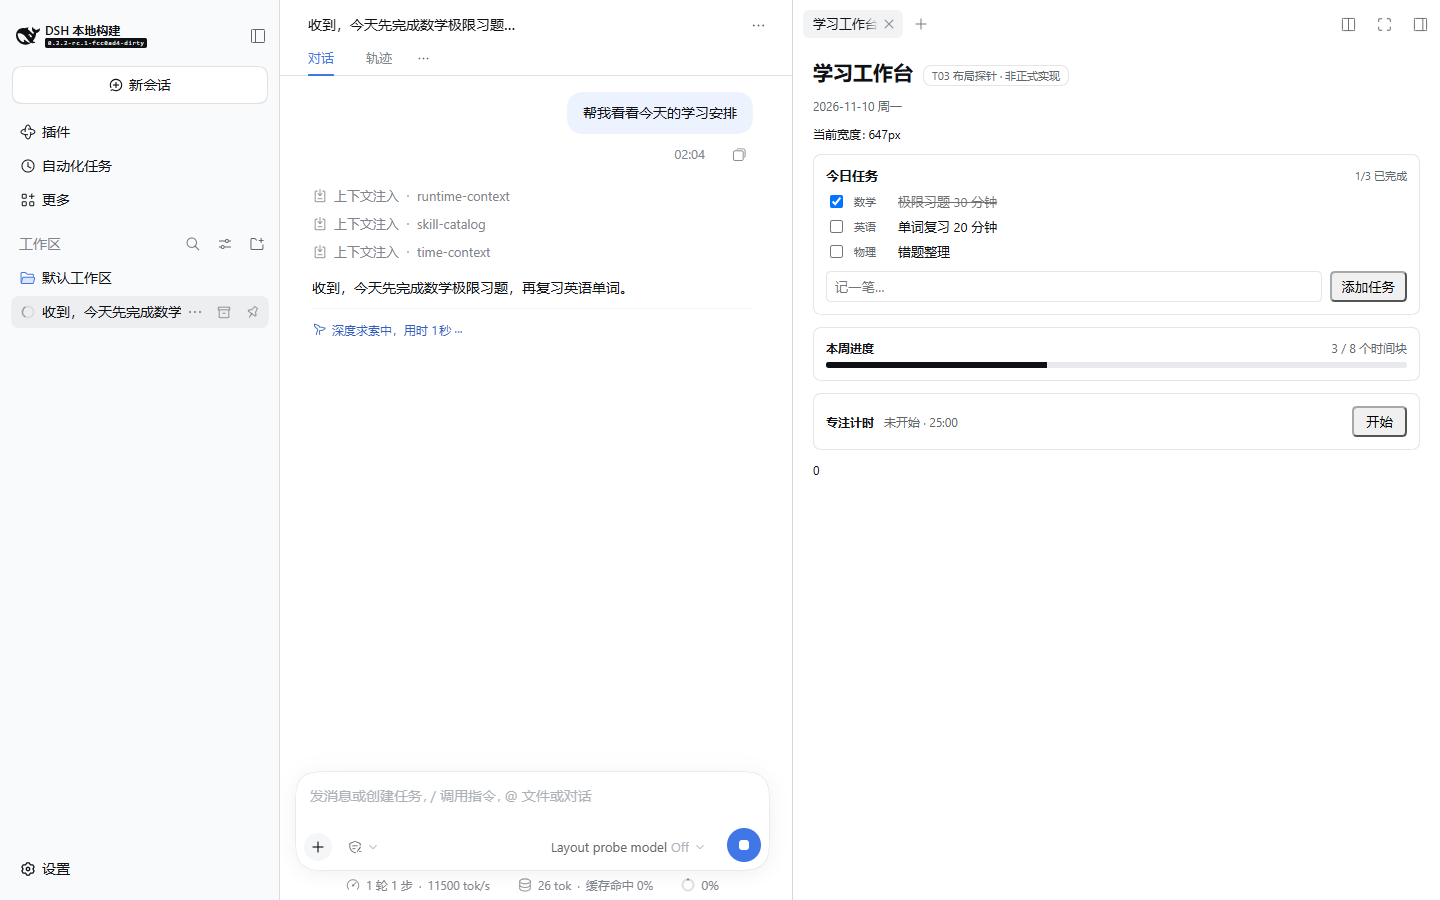 DSH 本地构建
0.2.2-rc.1-fcc0ad4-dirty
新会话
插件
自动化任务
更多
工作区
默认工作区
收到，今天先完成数学
设置
收到，今天先完成数学极限习题...
对话
轨迹
帮我看看今天的学习安排
02:04
上下文注入 · runtime-context
上下文注入 · skill-catalog
上下文注入 · time-context
收到，今天先完成数学极限习题，再复习英语单词。
深度求索中，用时 1秒 ...
发消息或创建任务, / 调用指令, @ 文件或对话
Layout probe model Off
1 轮 1 步 · 11500 tok/s
26 tok · 缓存命中 0%
0%
学习工作台
学习工作台
T03 布局探针 · 非正式实现
2026-11-10 周一
当前宽度: 647px
今日任务
1/3 已完成
数学 极限习题 30 分钟
英语 单词复习 20 分钟
物理 错题整理
记一笔...
添加任务
本周进度
3 / 8 个时间块
专注计时 未开始 · 25:00
开始
0